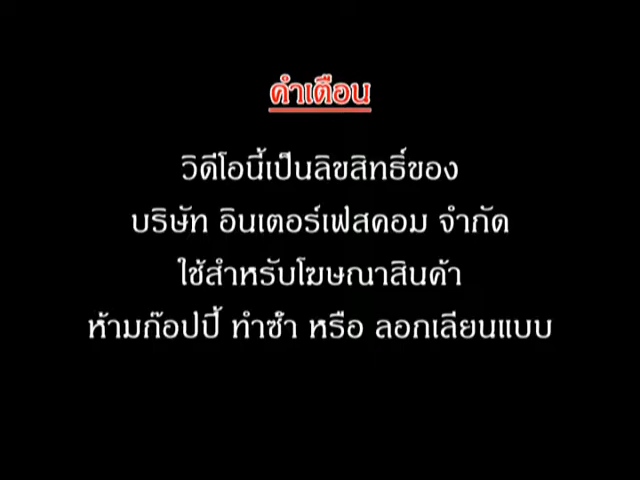 คำเตือน
วิดีโอนี้เป็นลิขสิทธิ์ของ
บริษัท อินเตอร์เฟสคอม จำกัด
ใช้สำหรับโฆษณาสินค้า
ห้ามก๊อปปี้ ทำซ้ำ หรือ ลอกเลียนแบบ